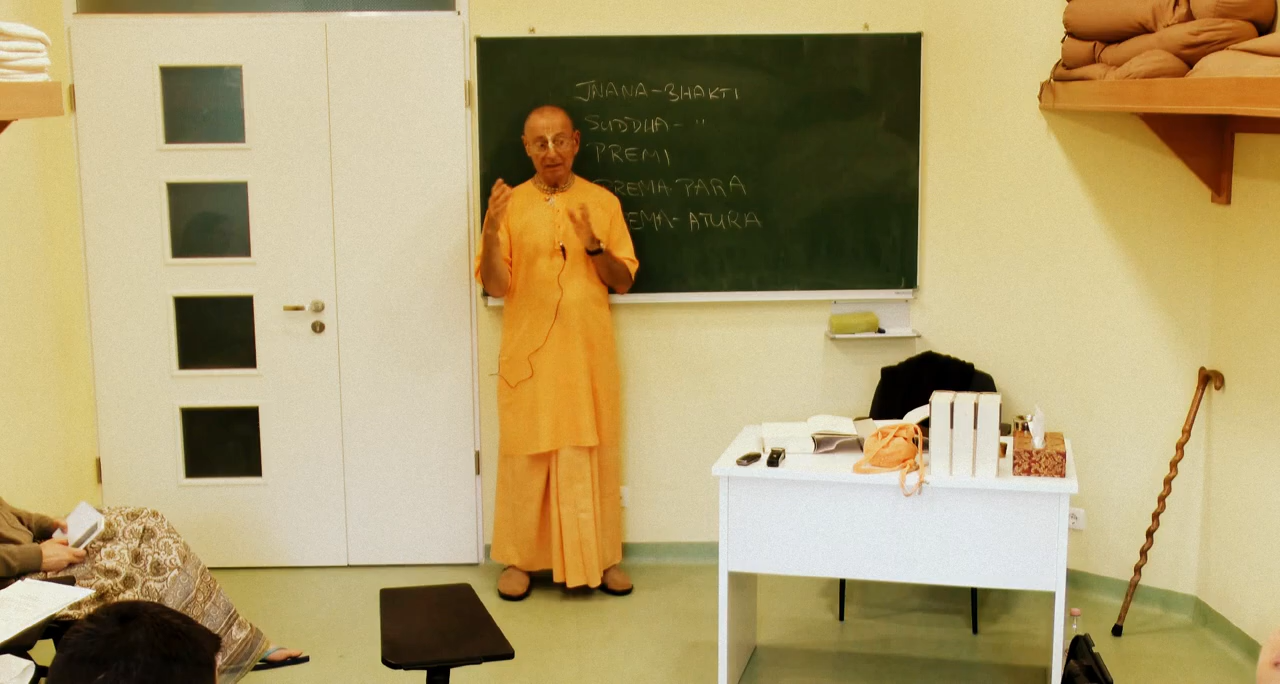 JNANA-BHAKTI
SUDDHA- "
PREMI
PREMA-PARA
EMA-ATURA